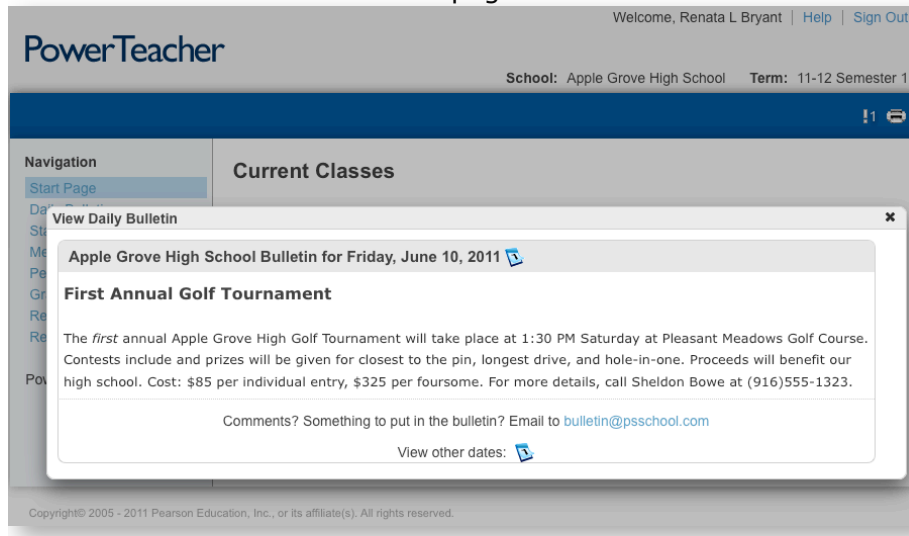 pag
Welcome, Renata L Bryant | Help | Sign Out
PowerTeacher
School: Apple Grove High School Term: 11-12 Semester 1
!1
Navigation
Current Classes
Start Page
View Daily Bulletin
Apple Grove High School Bulletin for Friday, June 10, 2011
First Annual Golf Tournament
The first annual Apple Grove High Golf Tournament will take place at 1:30 PM Saturday at Pleasant Meadows Golf Course.
Contests include and prizes will be given for closest to the pin, longest drive, and hole-in-one. Proceeds will benefit our
high school. Cost: $85 per individual entry, $325 per foursome. For more details, call Sheldon Bowe at (916)555-1323.
Comments? Something to put in the bulletin? Email to bulletin@psschool.com
View other dates:
Copyright© 2005 - 2011 Pearson Education, Inc., or its affiliate(s). All rights reserved.